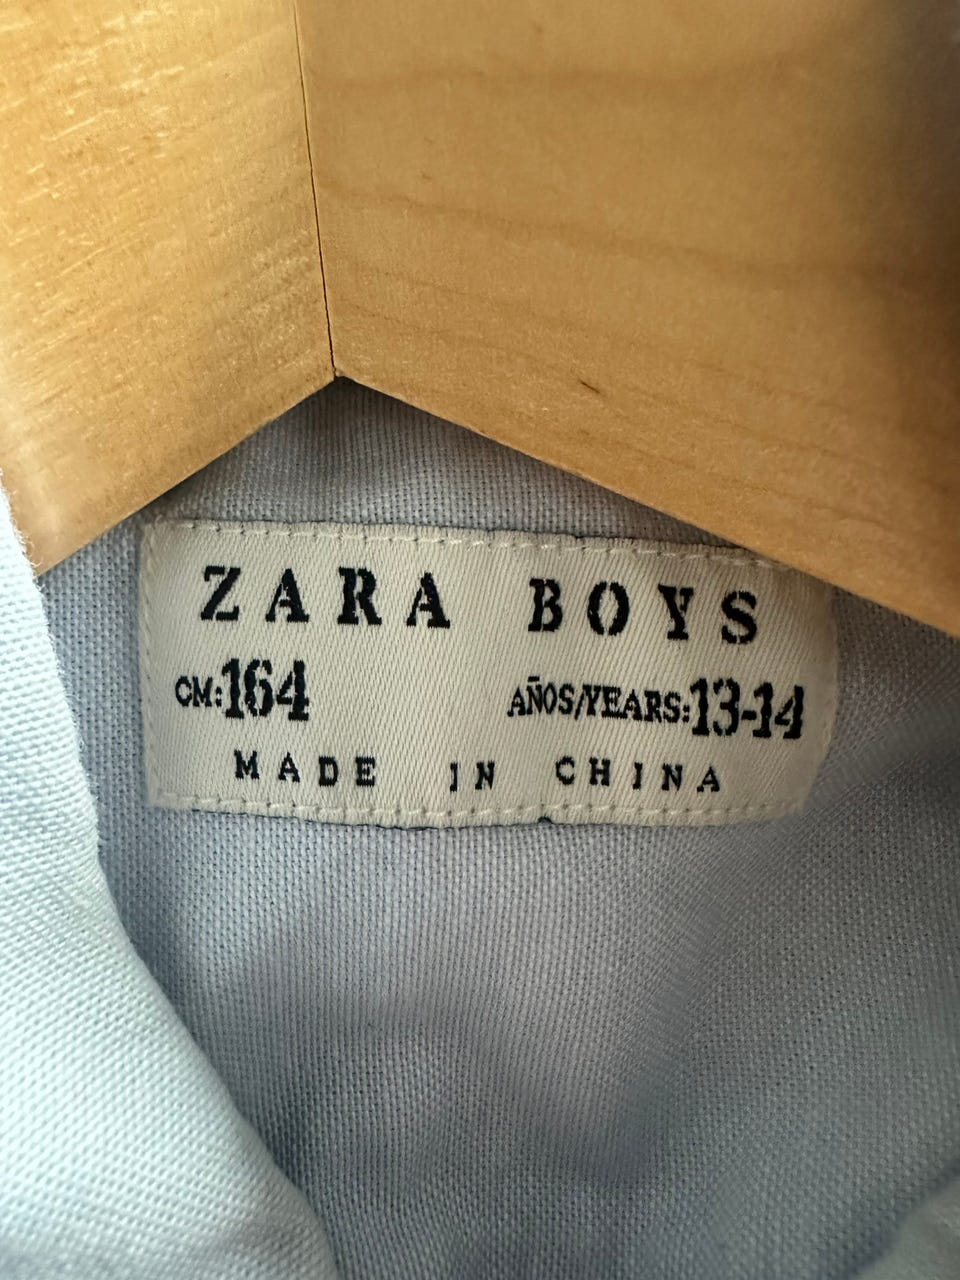 ZARA BOYS
CM:164 AÑOS/YEARS:13-14
MADE IN CHINA